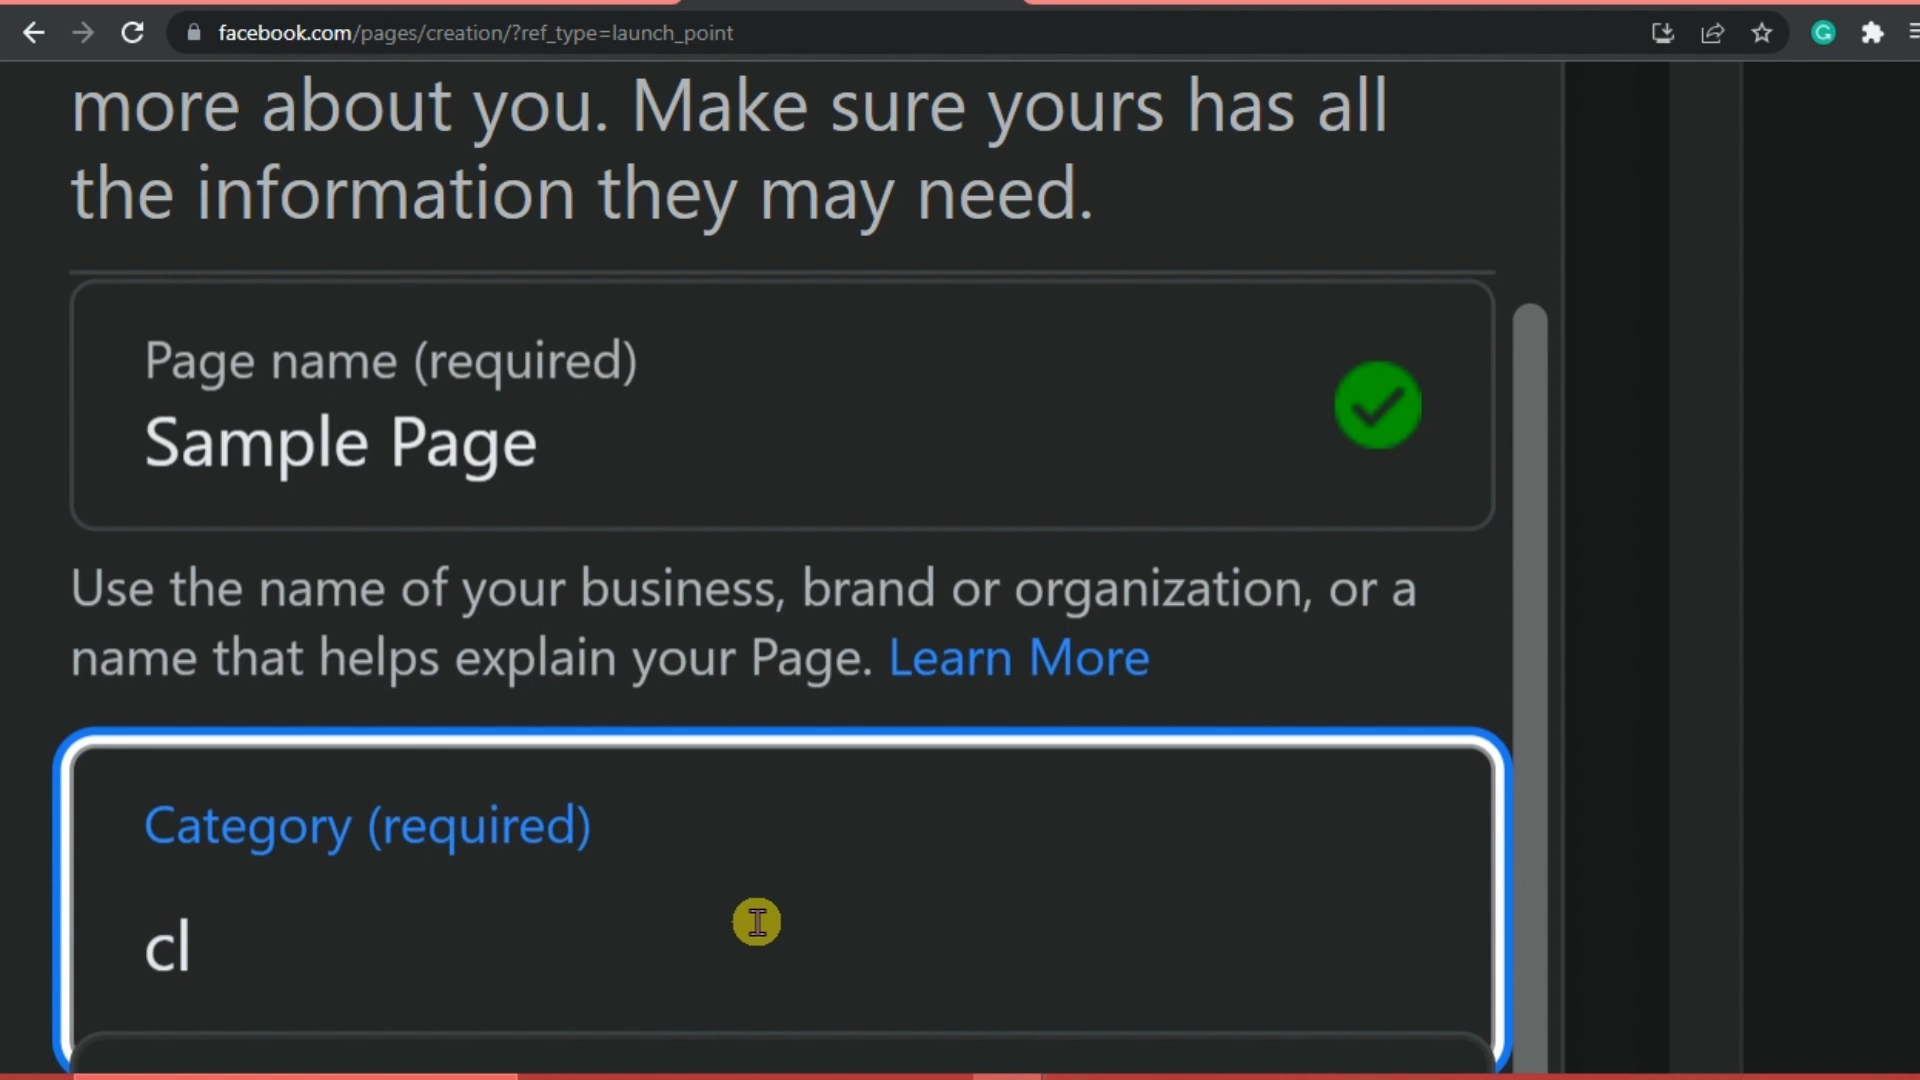 facebook.com/pages/creation/?ref_type=launch_point
more about you. Make sure yours has all
the information they may need.
Page name (required)
Sample Page
Use the name of your business, brand or organization, or a
name that helps explain your Page. Learn More
Category (required)
cl